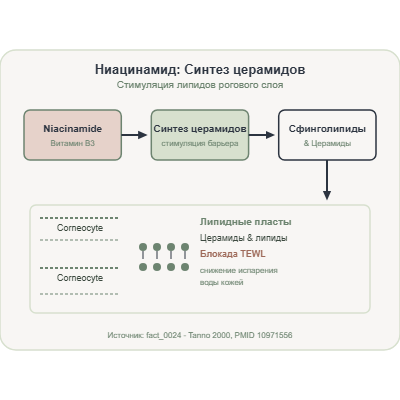 Ниацинамид: Синтез церамидов
Стимуляция липидов рогового слоя
Niacinamide
Витамин B3
Синтез церамидов
стимуляция барьера
Сфинголипиды
& Церамиды
Corneocyte
Corneocyte
Липидные пласты
Церамиды & липиды
Блокада TEWL
снижение испарения
воды кожей
Источник: fact_0024 - Tanno 2000, PMID 10971556